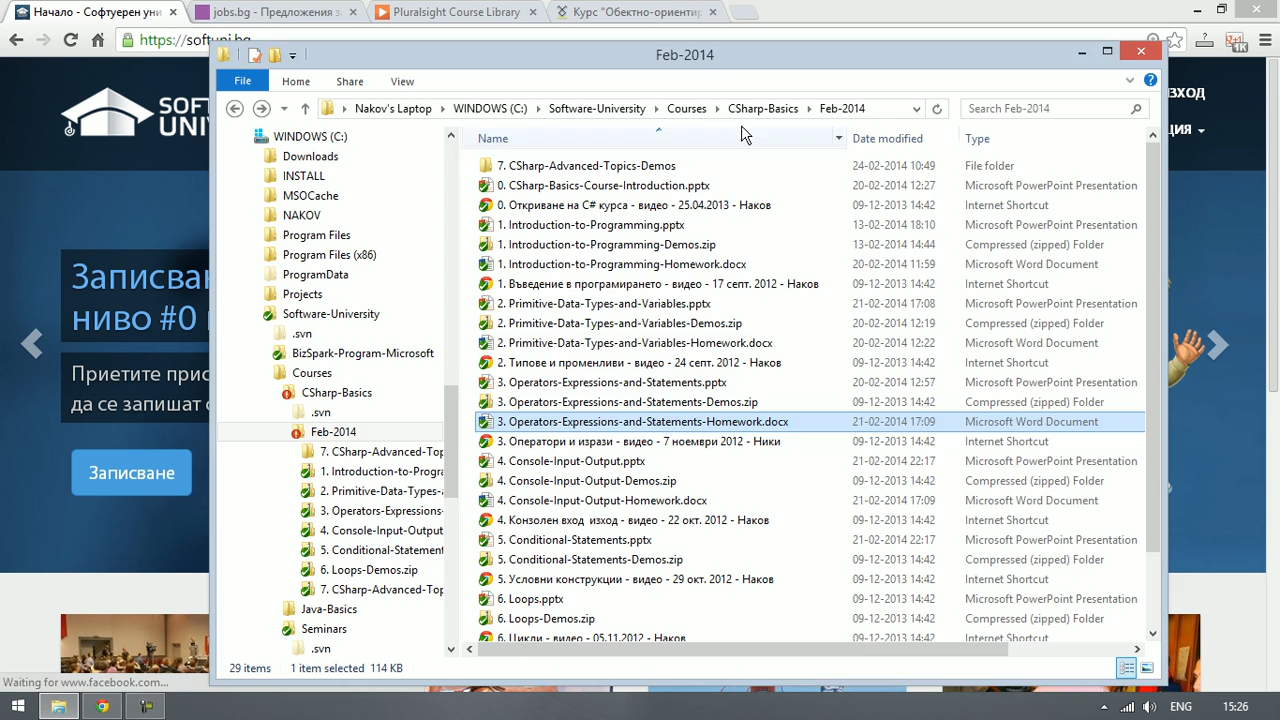 Начало - Софтуерен уни
jobs.bg - Предложения з
Pluralsight Course Library
Курс "Обектно-ориентир
https://softuni.bg
1K
SOF
UNI
Записван
ниво #0
Приетите прис
да се запишат
Записване
Waiting for www.facebook.com...
Feb-2014
File
Home
Share
View
Nakov's Laptop
WINDOWS (C:)
Software-University
Courses
CSharp-Basics
Feb-2014
Search Feb-2014
Name
Date modified
Type
WINDOWS (C:)
Downloads
INSTALL
MSOCache
NAKOV
Program Files
Program Files (x86)
ProgramData
Projects
Software-University
.svn
BizSpark-Program-Microsoft
Courses
CSharp-Basics
.svn
Feb-2014
7. CSharp-Advanced-Top
1. Introduction-to-Progra
2. Primitive-Data-Types-a
3. Operators-Expressions-
4. Console-Input-Output
5. Conditional-Statement
6. Loops-Demos.zip
7. CSharp-Advanced-Top
Java-Basics
Seminars
.svn
7. CSharp-Advanced-Topics-Demos 24-02-2014 10:49 File folder
0. CSharp-Basics-Course-Introduction.pptx 20-02-2014 12:27 Microsoft PowerPoint Presentation
0. Откриване на C# курса - видео - 25.04.2013 - Наков 09-12-2013 14:42 Internet Shortcut
1. Introduction-to-Programming.pptx 13-02-2014 18:10 Microsoft PowerPoint Presentation
1. Introduction-to-Programming-Demos.zip 13-02-2014 14:44 Compressed (zipped) Folder
1. Introduction-to-Programming-Homework.docx 20-02-2014 11:59 Microsoft Word Document
1. Въведение в програмирането - видео - 17 септ. 2012 - Наков 09-12-2013 14:42 Internet Shortcut
2. Primitive-Data-Types-and-Variables.pptx 21-02-2014 17:08 Microsoft PowerPoint Presentation
2. Primitive-Data-Types-and-Variables-Demos.zip 20-02-2014 12:19 Compressed (zipped) Folder
2. Primitive-Data-Types-and-Variables-Homework.docx 20-02-2014 12:22 Microsoft Word Document
2. Типове и променливи - видео - 24 септ. 2012 - Наков 09-12-2013 14:42 Internet Shortcut
3. Operators-Expressions-and-Statements.pptx 20-02-2014 12:57 Microsoft PowerPoint Presentation
3. Operators-Expressions-and-Statements-Demos.zip 09-12-2013 14:42 Compressed (zipped) Folder
3. Operators-Expressions-and-Statements-Homework.docx 21-02-2014 17:09 Microsoft Word Document
3. Оператори и изрази - видео - 7 ноември 2012 - Ники 09-12-2013 14:42 Internet Shortcut
4. Console-Input-Output.pptx 21-02-2014 22:17 Microsoft PowerPoint Presentation
4. Console-Input-Output-Demos.zip 09-12-2013 14:42 Compressed (zipped) Folder
4. Console-Input-Output-Homework.docx 21-02-2014 17:09 Microsoft Word Document
4. Конзолен вход изход - видео - 22 окт. 2012 - Наков 09-12-2013 14:42 Internet Shortcut
5. Conditional-Statements.pptx 21-02-2014 22:17 Microsoft PowerPoint Presentation
5. Conditional-Statements-Demos.zip 09-12-2013 14:42 Compressed (zipped) Folder
5. Условни конструкции - видео - 29 окт. 2012 - Наков 09-12-2013 14:42 Internet Shortcut
6. Loops.pptx 09-12-2013 14:42 Microsoft PowerPoint Presentation
6. Loops-Demos.zip 09-12-2013 14:42 Compressed (zipped) Folder
6. Цикли - видео - 05.11.2012 - Наков 09-12-2013 14:42 Internet Shortcut
29 items 1 item selected 114 KB
ВХОД
ЦИЯ
ENG 15:26